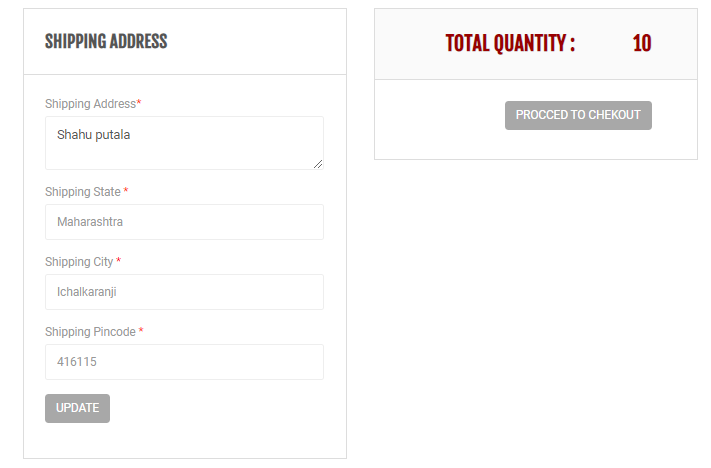 SHIPPING ADDRESS
Shipping Address*
Shahu putala
Shipping State *
Maharashtra
Shipping City *
Ichalkaranji
Shipping Pincode *
416115
UPDATE
TOTAL QUANTITY : 10
PROCCED TO CHEKOUT